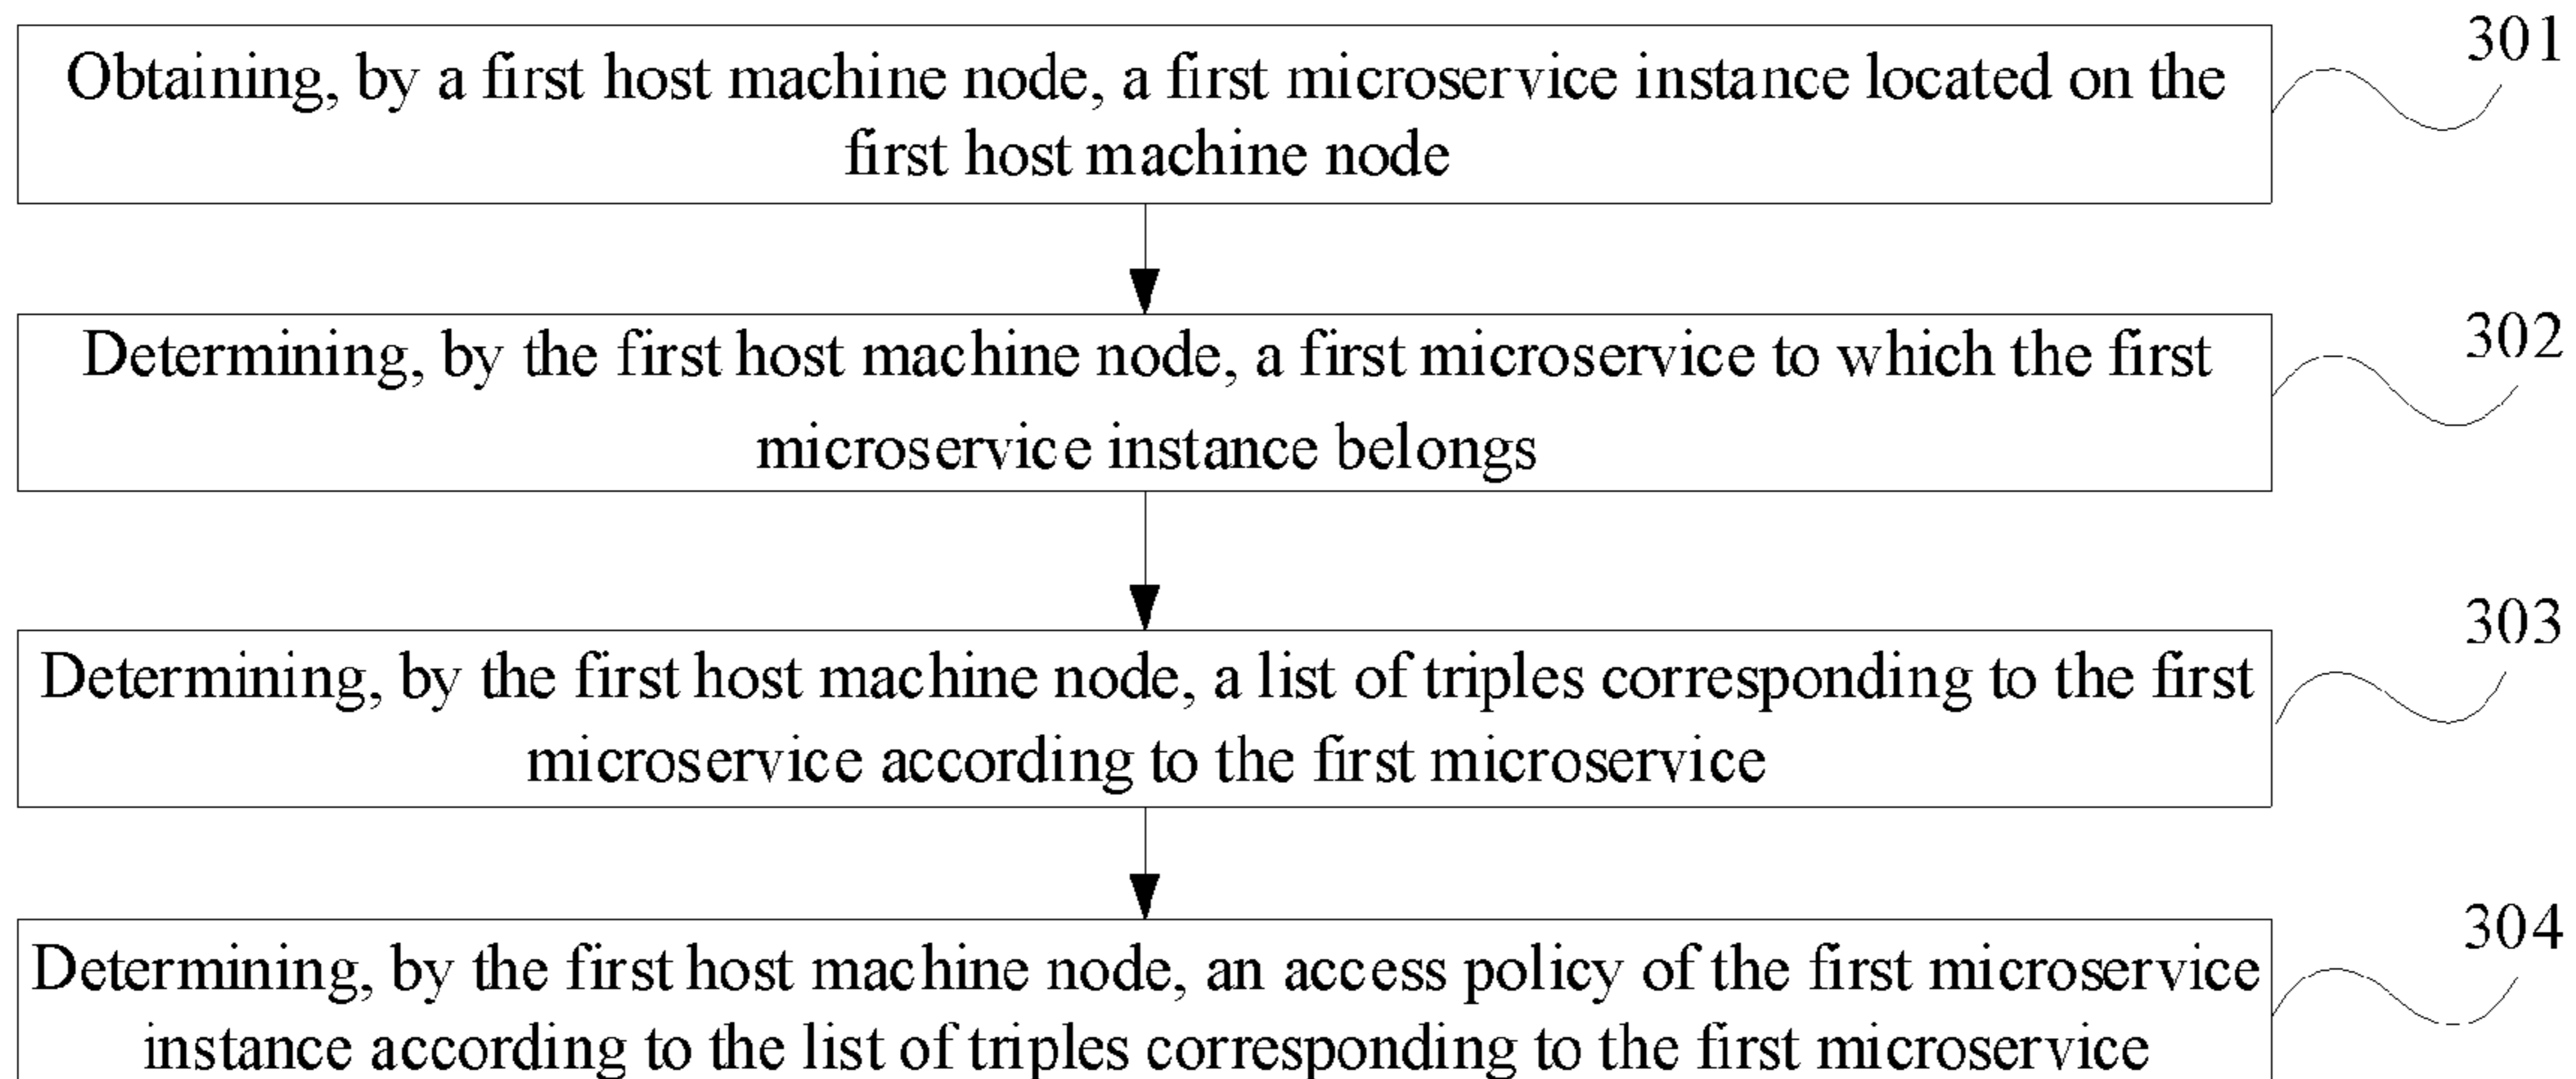 301
Obtaining, by a first host machine node, a first microservice instance located on the
first host machine node
302
Determining, by the first host machine node, a first microservice to which the first
microservice instance belongs
303
Determining, by the first host machine node, a list of triples corresponding to the first
microservice according to the first microservice
304
Determining, by the first host machine node, an access policy of the first microservice
instance according to the list of triples corresponding to the first microservice